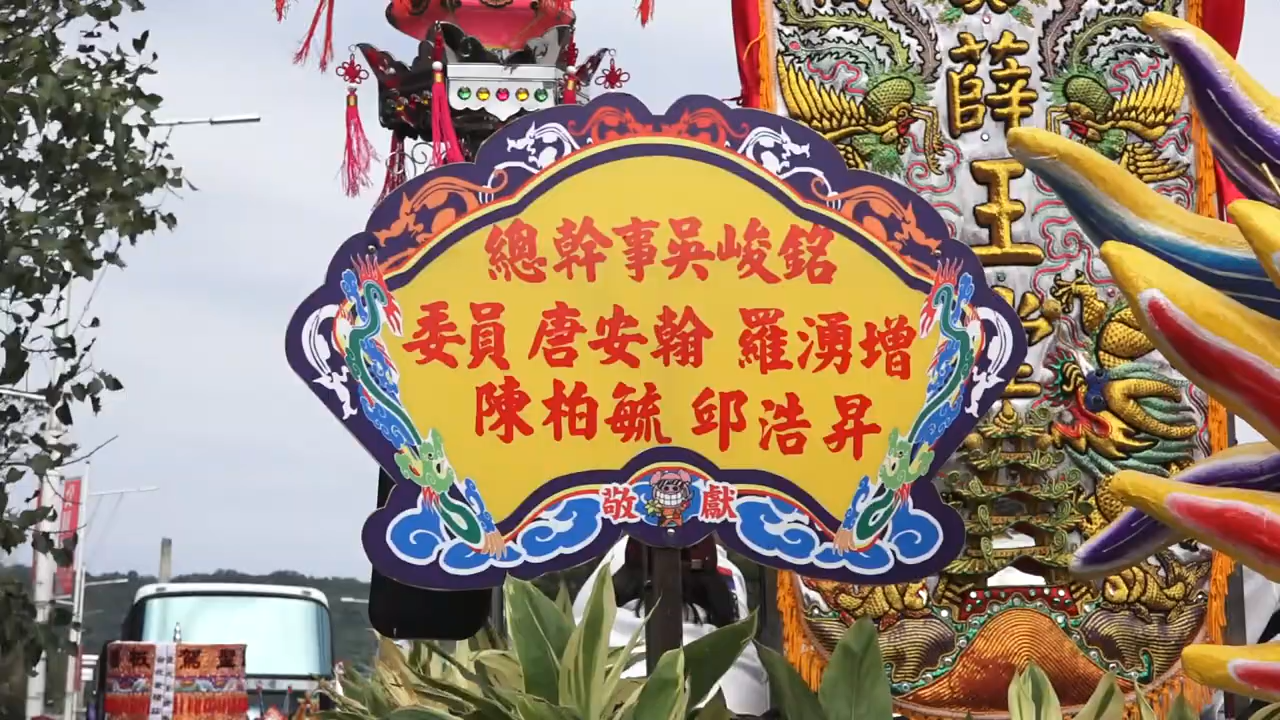 總幹事吳峻銘
委員 唐安翰 羅湧增
陳柏毓 邱浩昇
敬獻
薛
王